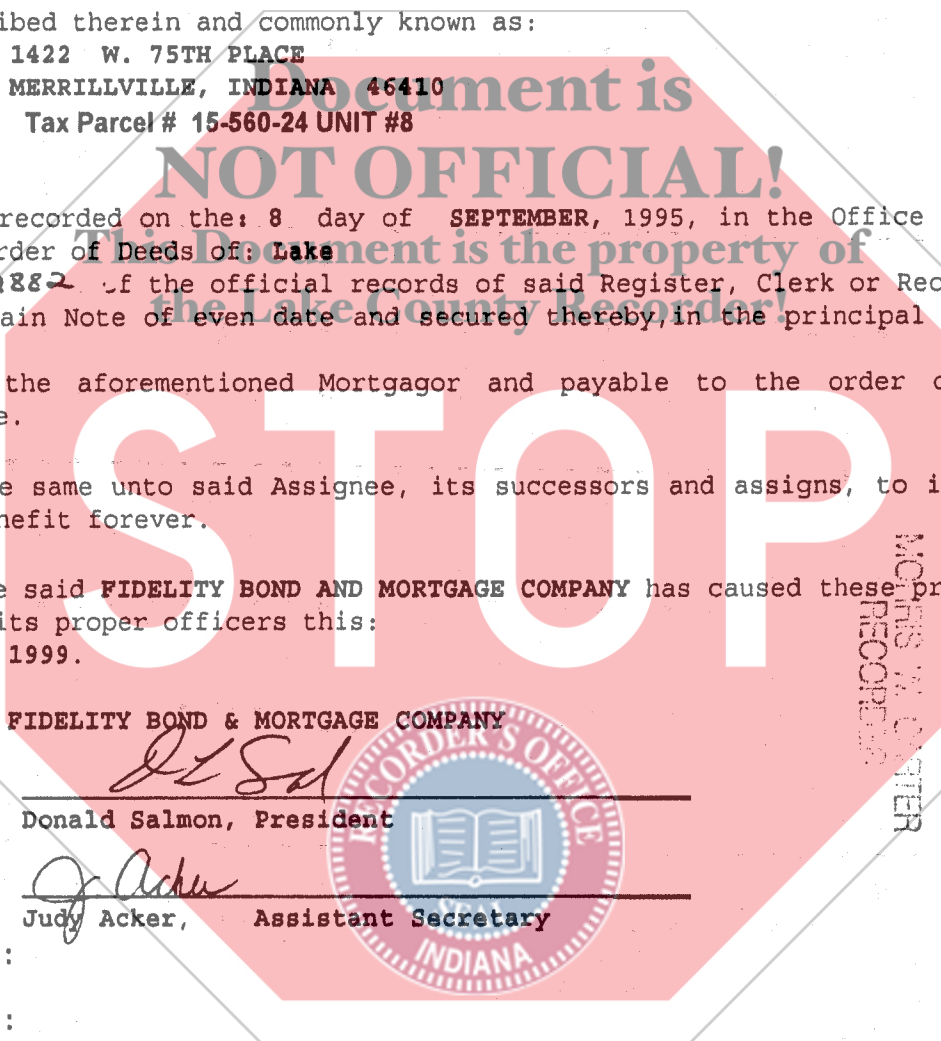 ibed therein and commonly known as:
1422 W. 75TH PLACE
MERRILLVILLE, INDIANA 46410
Tax Parcel # 15-560-24 UNIT #8
Document is
NOT OFFICIAL!
This Document is the property of
the Lake County Recorder!
STOP
recorded on the: 8 day of SEPTEMBER, 1995, in the Office
rder of Deeds of: Lake
882 of the official records of said Register, Clerk or Rec
ain Note of even date and secured thereby, in the principal
the aforementioned Mortgagor and payable to the order
e.
e same unto said Assignee, its successors and assigns, to i
nefit forever.
e said FIDELITY BOND AND MORTGAGE COMPANY has caused these pr
its proper officers this:
1999.
FIDELITY BOND & MORTGAGE COMPANY
Donald Salmon, President
J Acker
Judy Acker, Assistant Secretary
:
:
RECORDER'S OFFICE
SEAL
INDIANA
RECORDER